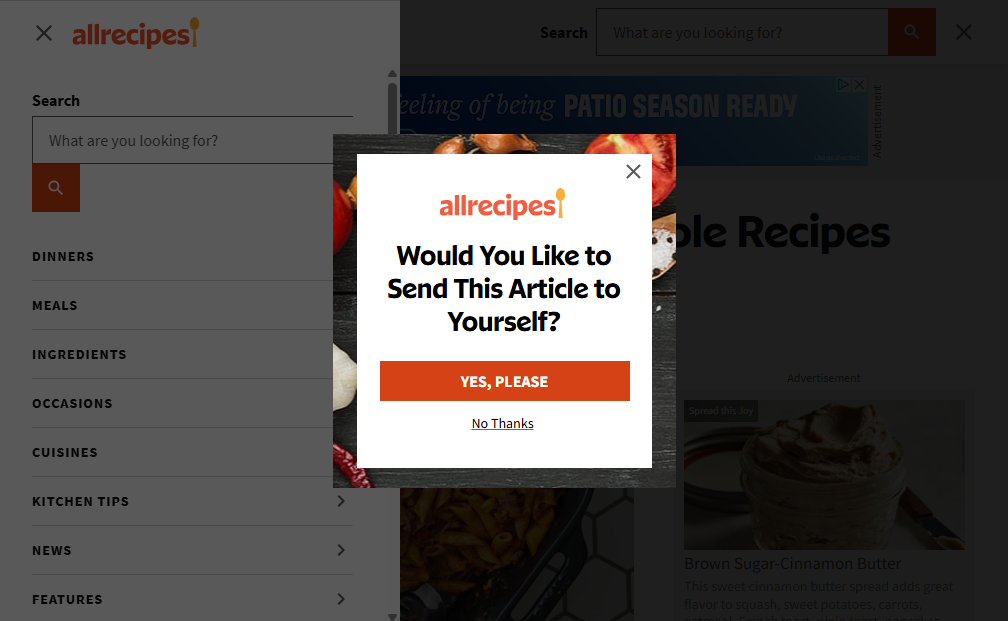 allrecipes
Search
What are you looking for?
DINNERS
MEALS
INGREDIENTS
OCCASIONS
CUISINES
KITCHEN TIPS
NEWS
FEATURES
Search
What are you looking for?
eeling of being PATIO SEASON READY
Advertisement
ole Recipes
allrecipes
Would You Like to
Send This Article to
Yourself?
YES, PLEASE
No Thanks
Advertisement
Spread this Joy
Brown Sugar-Cinnamon Butter
This sweet cinnamon butter spread adds great
flavor to squash, sweet potatoes, carrots,